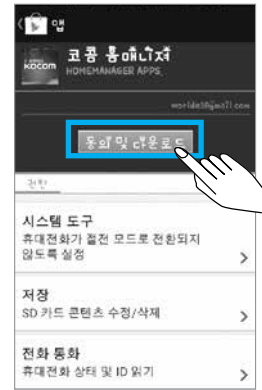 앱
KOCOM
코콤 홈매니저
HOMEMANAGER APPS.
동의 및 다운로드
권한
시스템 도구
휴대전화가 절전 모드로 전환되지
않도록 설정
저장
SD 카드 콘텐츠 수정/삭제
전화 통화
휴대전화 상태 및 ID 읽기